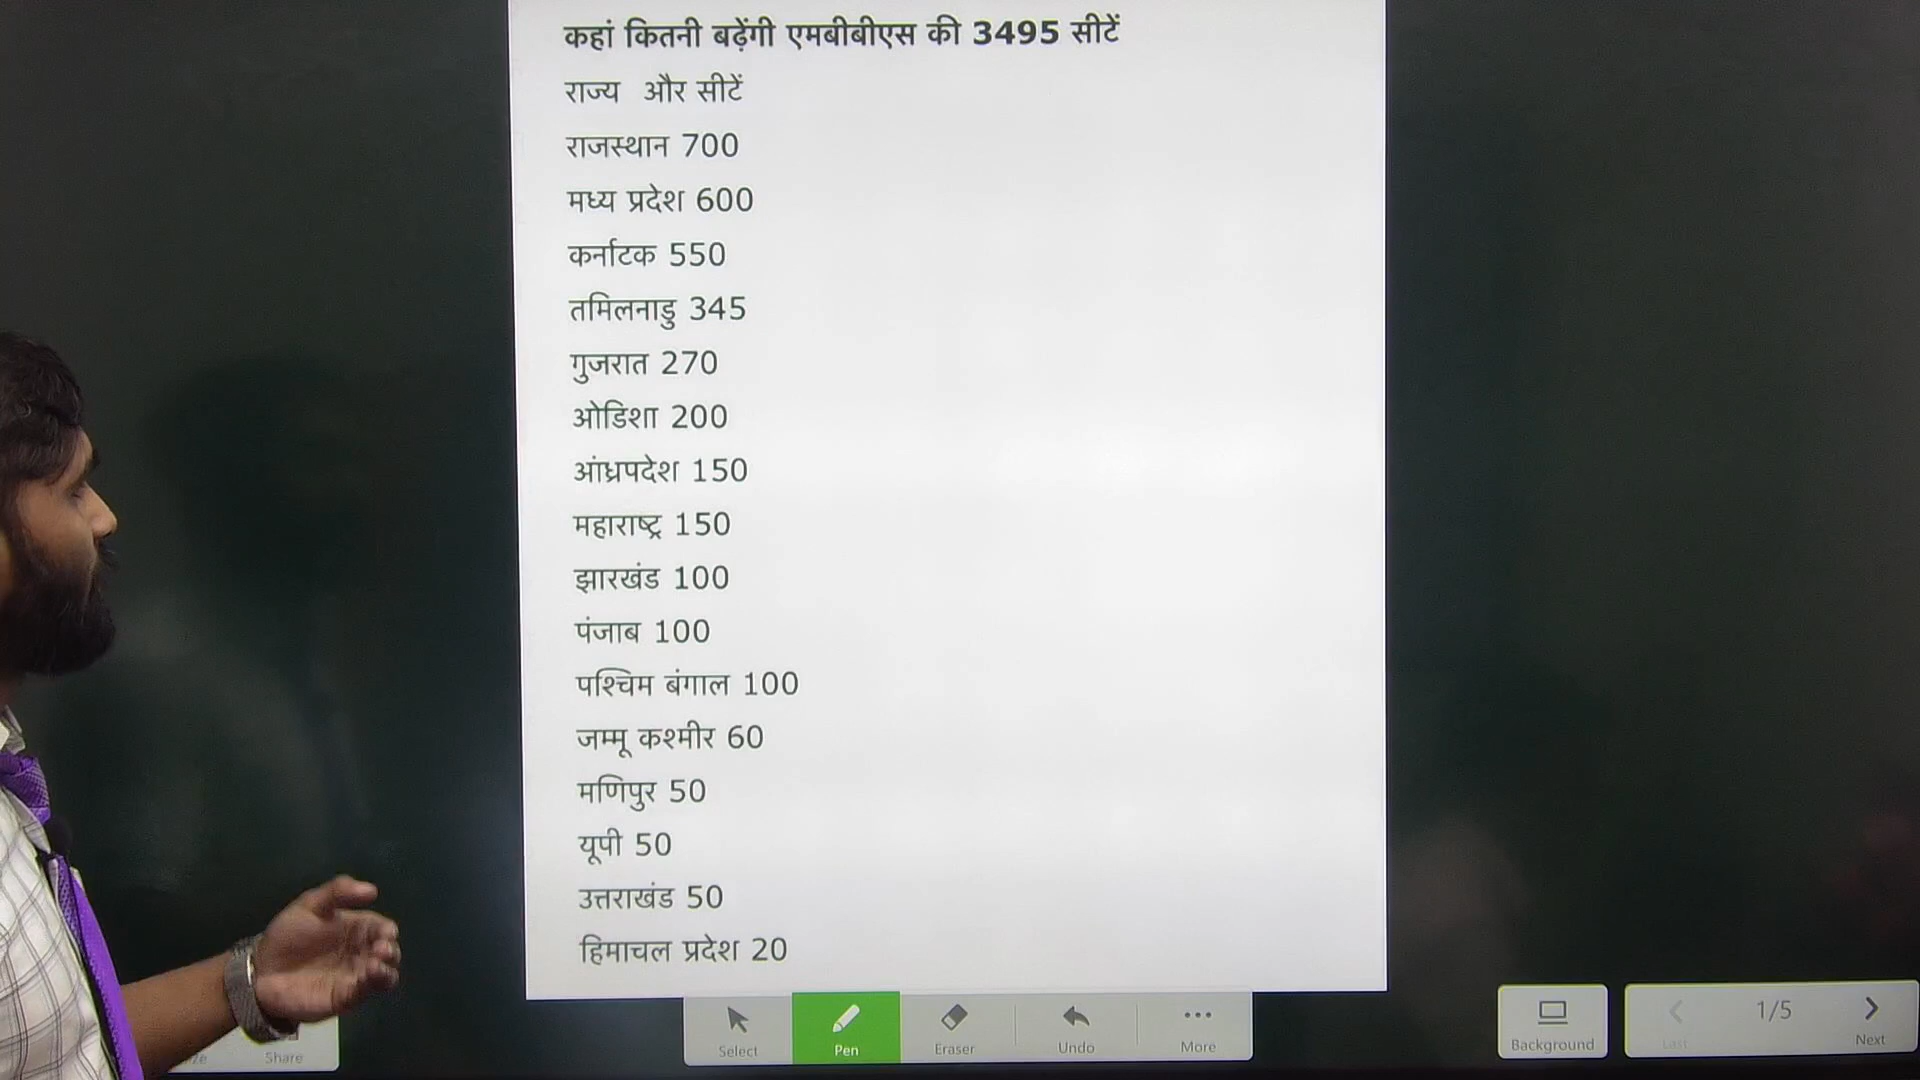 कहां कितनी बढ़ेंगी एमबीबीएस की 3495 सीटें
राज्य और सीटें
राजस्थान 700
मध्य प्रदेश 600
कर्नाटक 550
तमिलनाडु 345
गुजरात 270
ओडिशा 200
आंध्रपदेश 150
महाराष्ट्र 150
झारखंड 100
पंजाब 100
पश्चिम बंगाल 100
जम्मू कश्मीर 60
मणिपुर 50
यूपी 50
उत्तराखंड 50
हिमाचल प्रदेश 20
Share
Select
Pen
Eraser
Undo
More
Background
Last
1/5
Next